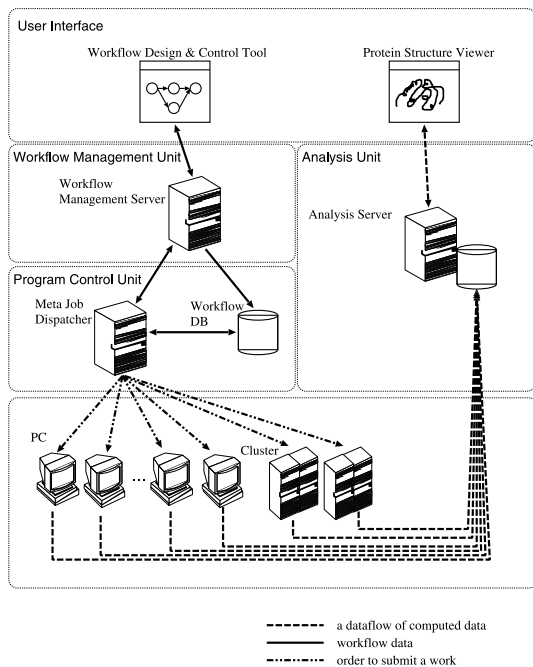 User Interface
Workflow Design & Control Tool
Protein Structure Viewer
Workflow Management Unit
Analysis Unit
Workflow
Management Server
Analysis Server
Program Control Unit
Meta Job
Dispatcher
Workflow
DB
PC
Cluster
...
a dataflow of computed data
workflow data
order to submit a work